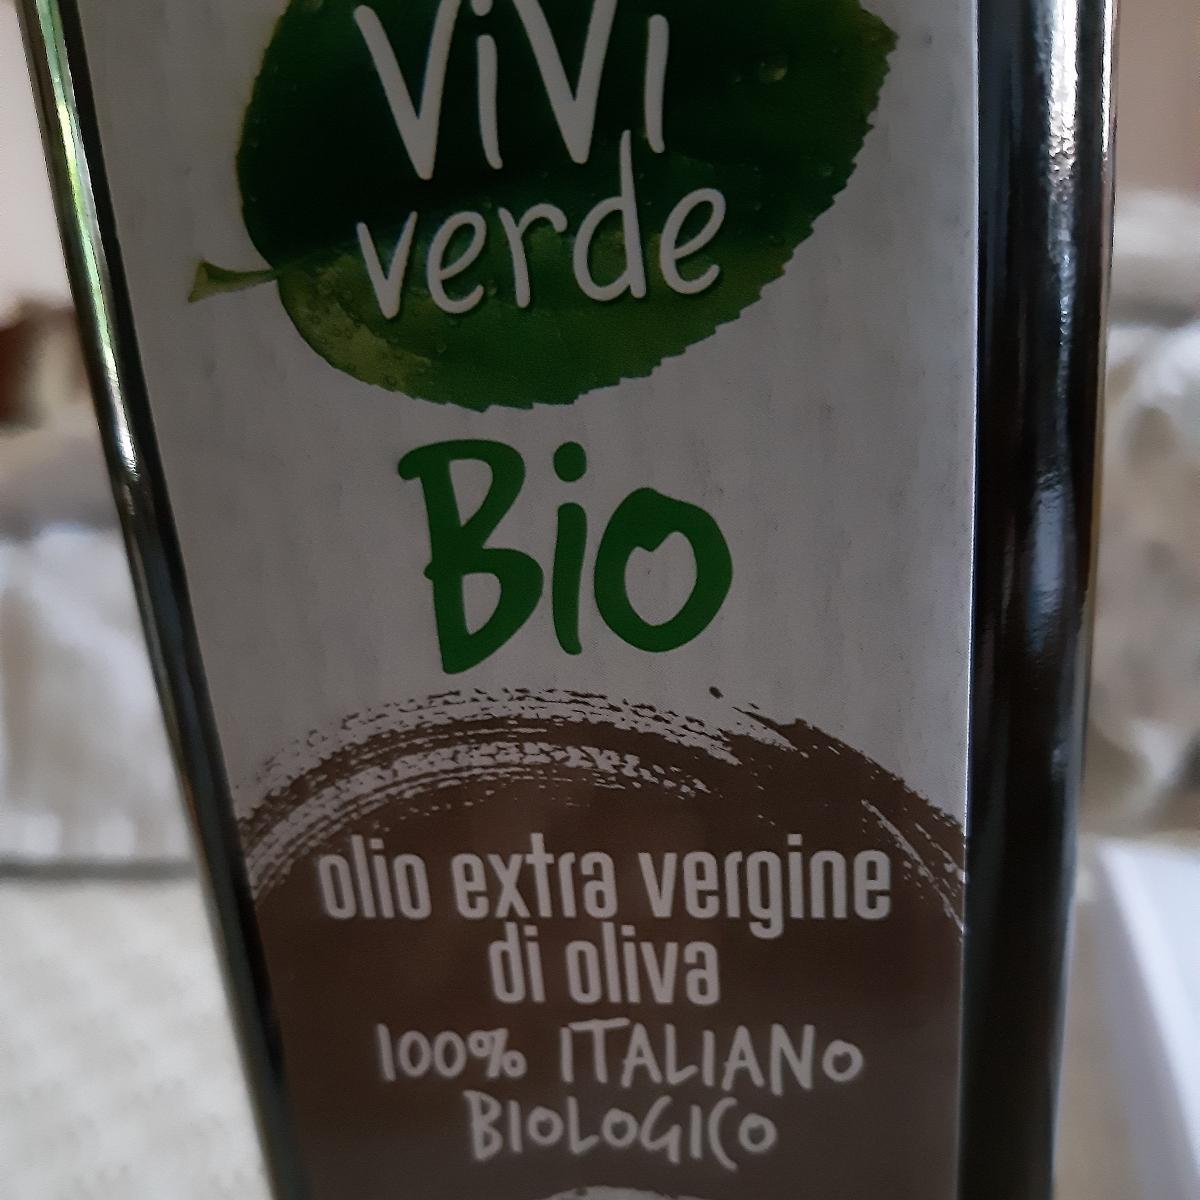 ViVi
verde
Bio
olio extra vergine
di oliva
100% ITALIANO
BIOLOGICO